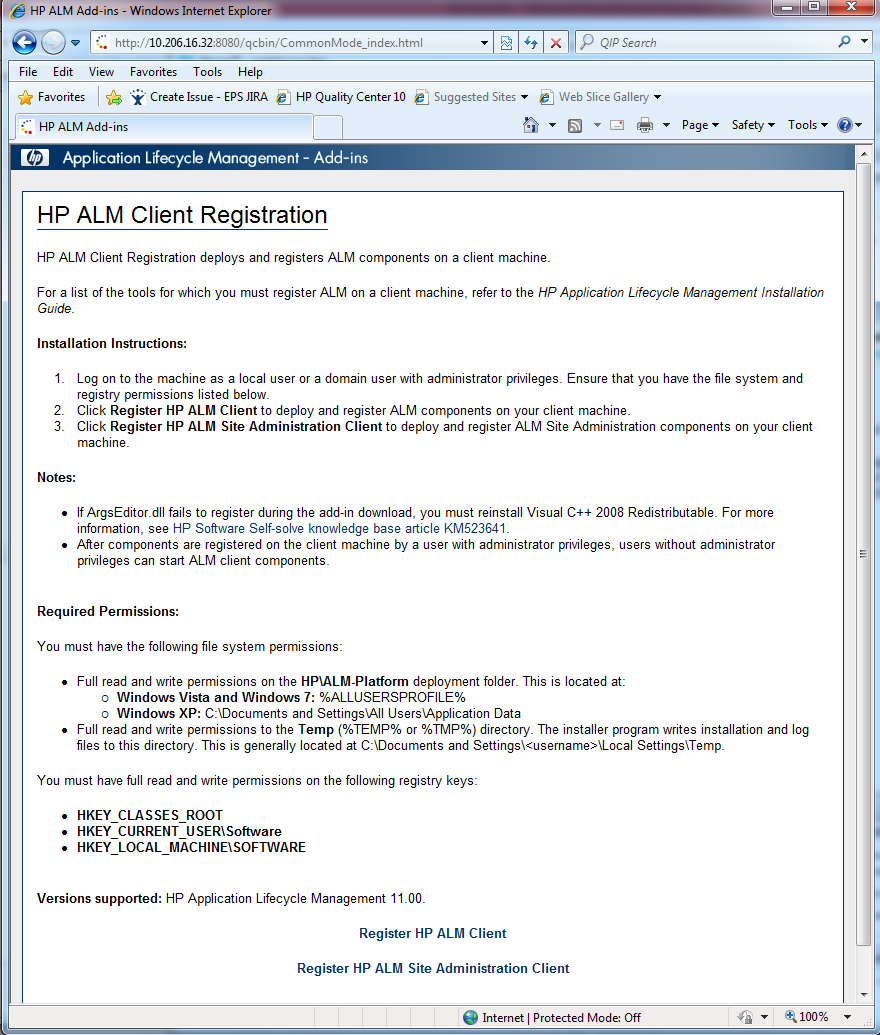 HP ALM Add-ins - Windows Internet Explorer
http://10.206.16.32:8080/qcbin/CommonMode_index.html
QIP Search
File Edit View Favorites Tools Help
Favorites Create Issue - EPS JIRA HP Quality Center 10 Suggested Sites Web Slice Gallery
HP ALM Add-ins Page Safety Tools
hp Application Lifecycle Management - Add-ins
HP ALM Client Registration
HP ALM Client Registration deploys and registers ALM components on a client machine.
For a list of the tools for which you must register ALM on a client machine, refer to the HP Application Lifecycle Management Installation
Guide.
Installation Instructions:
1. Log on to the machine as a local user or a domain user with administrator privileges. Ensure that you have the file system and
registry permissions listed below.
2. Click Register HP ALM Client to deploy and register ALM components on your client machine.
3. Click Register HP ALM Site Administration Client to deploy and register ALM Site Administration components on your client
machine.
Notes:
• If ArgsEditor.dll fails to register during the add-in download, you must reinstall Visual C++ 2008 Redistributable. For more
information, see HP Software Self-solve knowledge base article KM523641.
• After components are registered on the client machine by a user with administrator privileges, users without administrator
privileges can start ALM client components.
Required Permissions:
You must have the following file system permissions:
• Full read and write permissions on the HP\ALM-Platform deployment folder. This is located at:
○ Windows Vista and Windows 7: %ALLUSERSPROFILE%
○ Windows XP: C:\Documents and Settings\All Users\Application Data
• Full read and write permissions to the Temp (%TEMP% or %TMP%) directory. The installer program writes installation and log
files to this directory. This is generally located at C:\Documents and Settings\<username>\Local Settings\Temp.
You must have full read and write permissions on the following registry keys:
• HKEY_CLASSES_ROOT
• HKEY_CURRENT_USER\Software
• HKEY_LOCAL_MACHINE\SOFTWARE
Versions supported: HP Application Lifecycle Management 11.00.
Register HP ALM Client
Register HP ALM Site Administration Client
Internet | Protected Mode: Off 100%